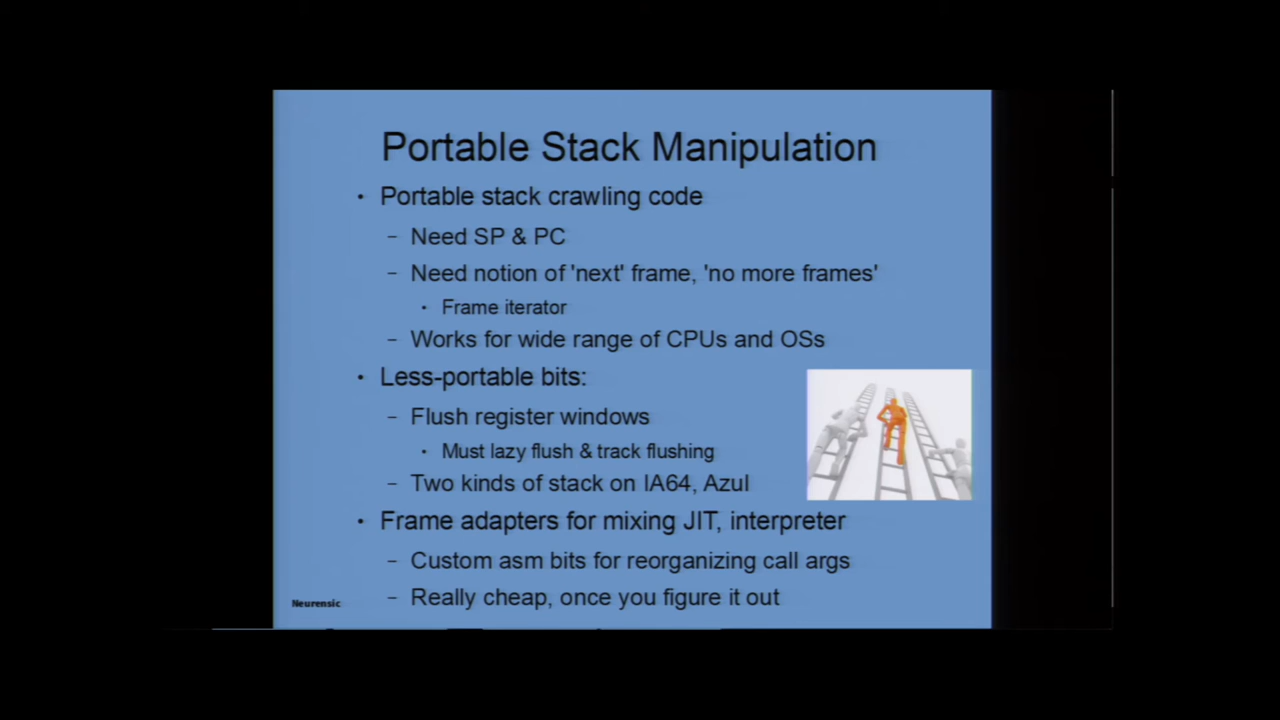 Portable Stack Manipulation
• Portable stack crawling code
– Need SP & PC
– Need notion of 'next' frame, 'no more frames'
• Frame iterator
– Works for wide range of CPUs and OSs
• Less-portable bits:
– Flush register windows
• Must lazy flush & track flushing
– Two kinds of stack on IA64, Azul
• Frame adapters for mixing JIT, interpreter
– Custom asm bits for reorganizing call args
– Really cheap, once you figure it out
Neurensic